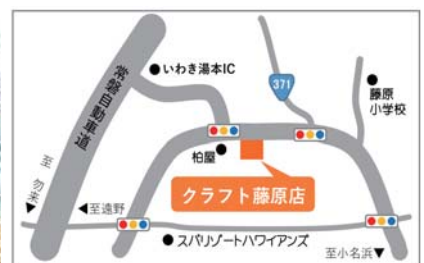 いわき湯本IC
371
藤原
小学校
常磐自動車道
至 勿来
柏屋
クラフト藤原店
至遠野
スパリゾートハワイアンズ
至小名浜